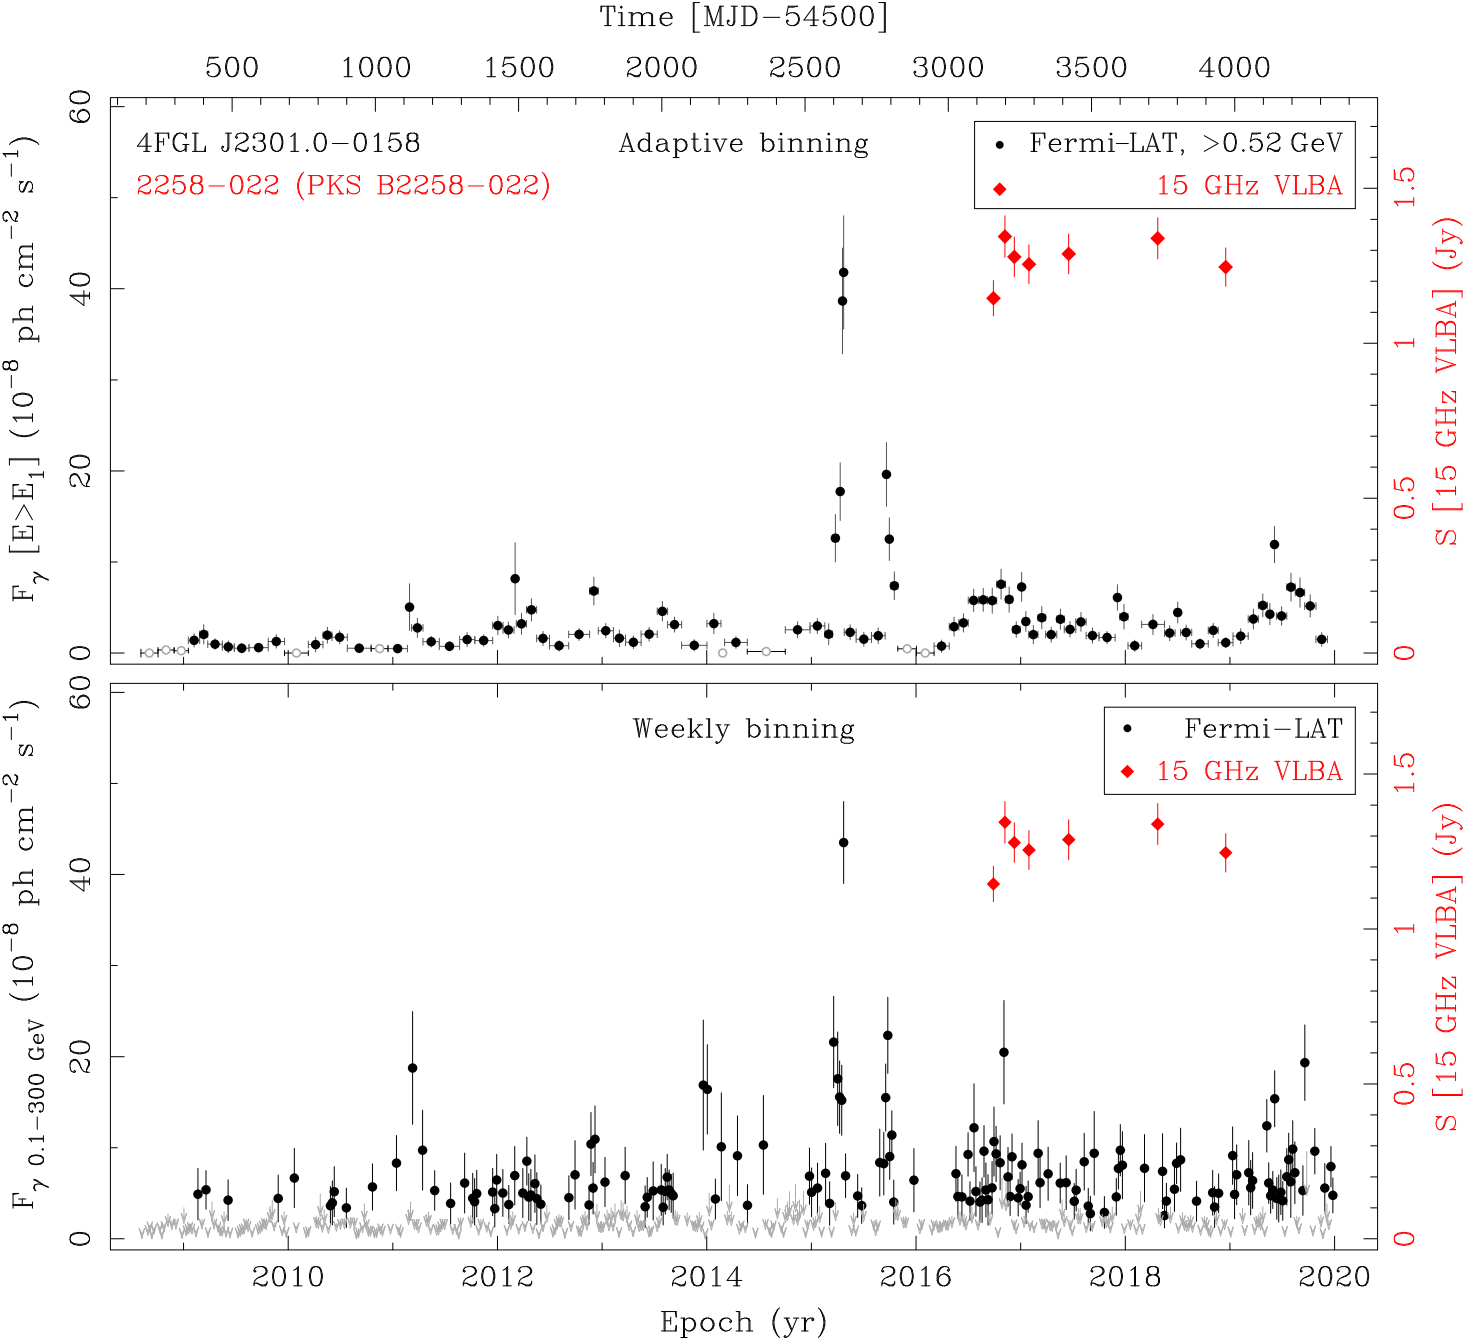 Time [MJD−54500]
500 1000 1500 2000 2500 3000 3500 4000
4FGL J2301.0−0158
2258−022 (PKS B2258−022)
Adaptive binning
Fermi−LAT, >0.52 GeV
15 GHz VLBA
F_γ [E>E_1] (10^−8 ph cm^−2 s^−1)
0 20 40 60
S [15 GHz VLBA] (Jy)
0 0.5 1 1.5
Weekly binning
Fermi−LAT
15 GHz VLBA
F_γ 0.1−300 GeV (10^−8 ph cm^−2 s^−1)
0 20 40 60
S [15 GHz VLBA] (Jy)
0 0.5 1 1.5
2010 2012 2014 2016 2018 2020
Epoch (yr)